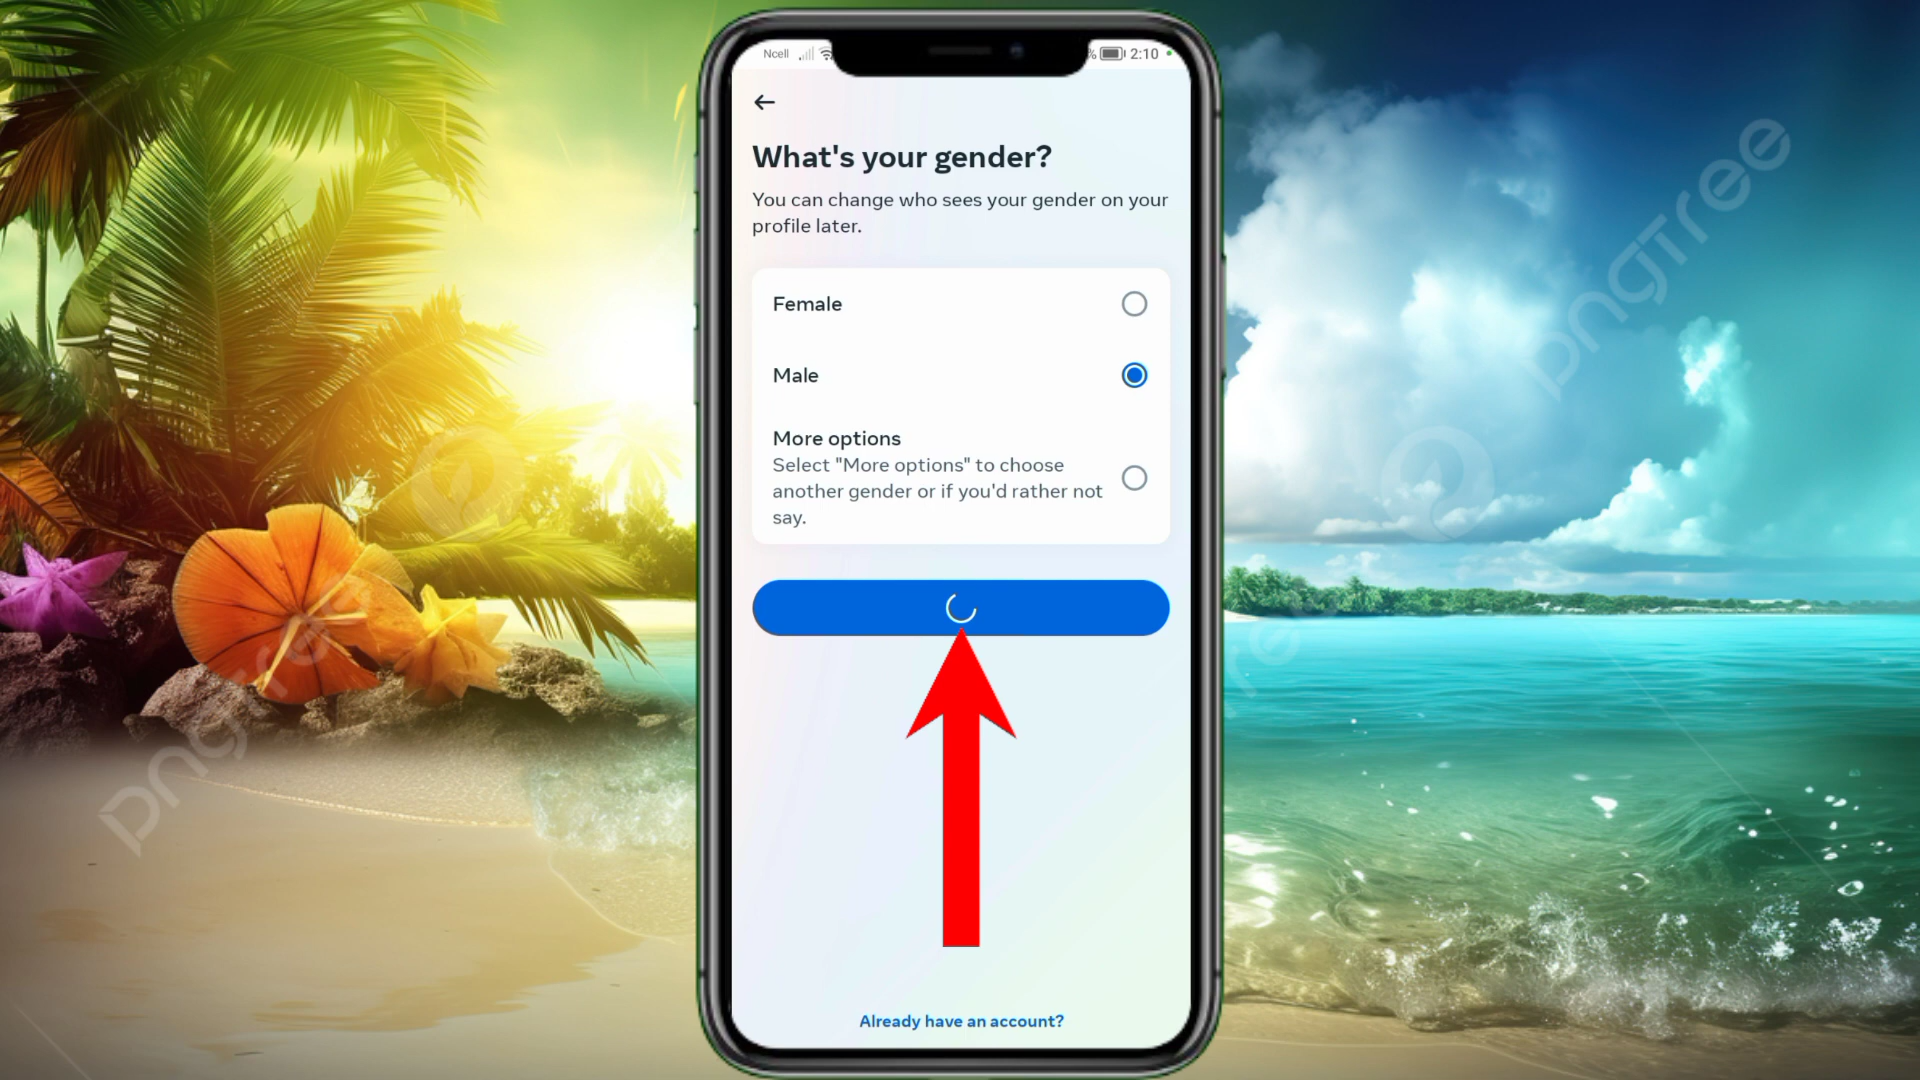 Ncell
% 2:10
What's your gender?
You can change who sees your gender on your
profile later.
Female
Male
More options
Select "More options" to choose
another gender or if you'd rather not
say.
Already have an account?
pngtree
pngtree